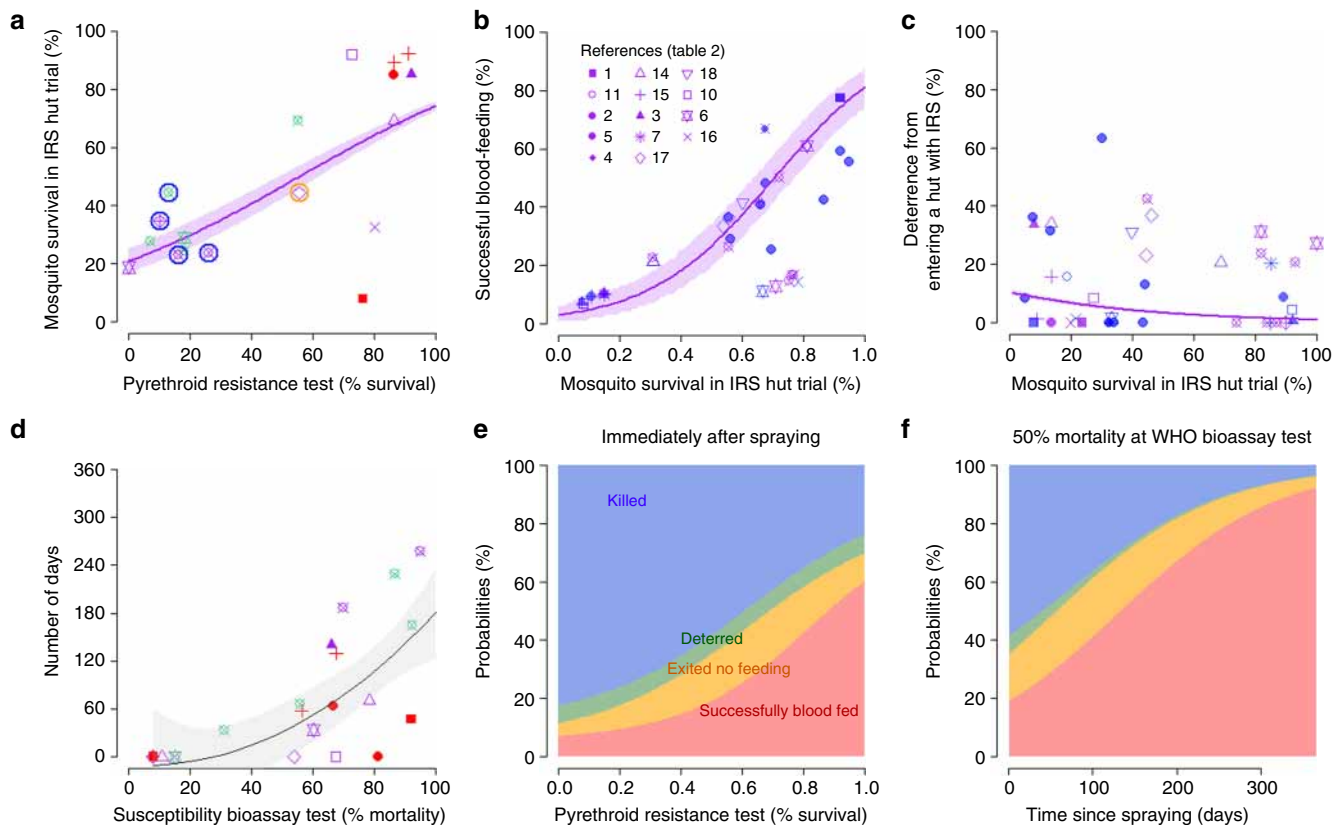 a
Mosquito survival in IRS hut trial (%)
100
80
60
40
20
0
0 20 40 60 80 100
Pyrethroid resistance test (% survival)
b
Successful blood-feeding (%)
100
80
60
40
20
0
References (table 2)
1 14 18
11 15 10
2 3 6
5 7 16
4 17
0.0 0.2 0.4 0.6 0.8 1.0
Mosquito survival in IRS hut trial (%)
c
Deterrence from
entering a hut with IRS (%)
100
80
60
40
20
0
0 20 40 60 80 100
Mosquito survival in IRS hut trial (%)
d
Number of days
360
300
240
180
120
60
0
0 20 40 60 80 100
Susceptibility bioassay test (% mortality)
e
Immediately after spraying
Probabilities (%)
100
80
60
40
20
0
Killed
Deterred
Exited no feeding
Successfully blood fed
0.0 0.2 0.4 0.6 0.8 1.0
Pyrethroid resistance test (% survival)
f
50% mortality at WHO bioassay test
Probabilities (%)
100
80
60
40
20
0
0 100 200 300
Time since spraying (days)